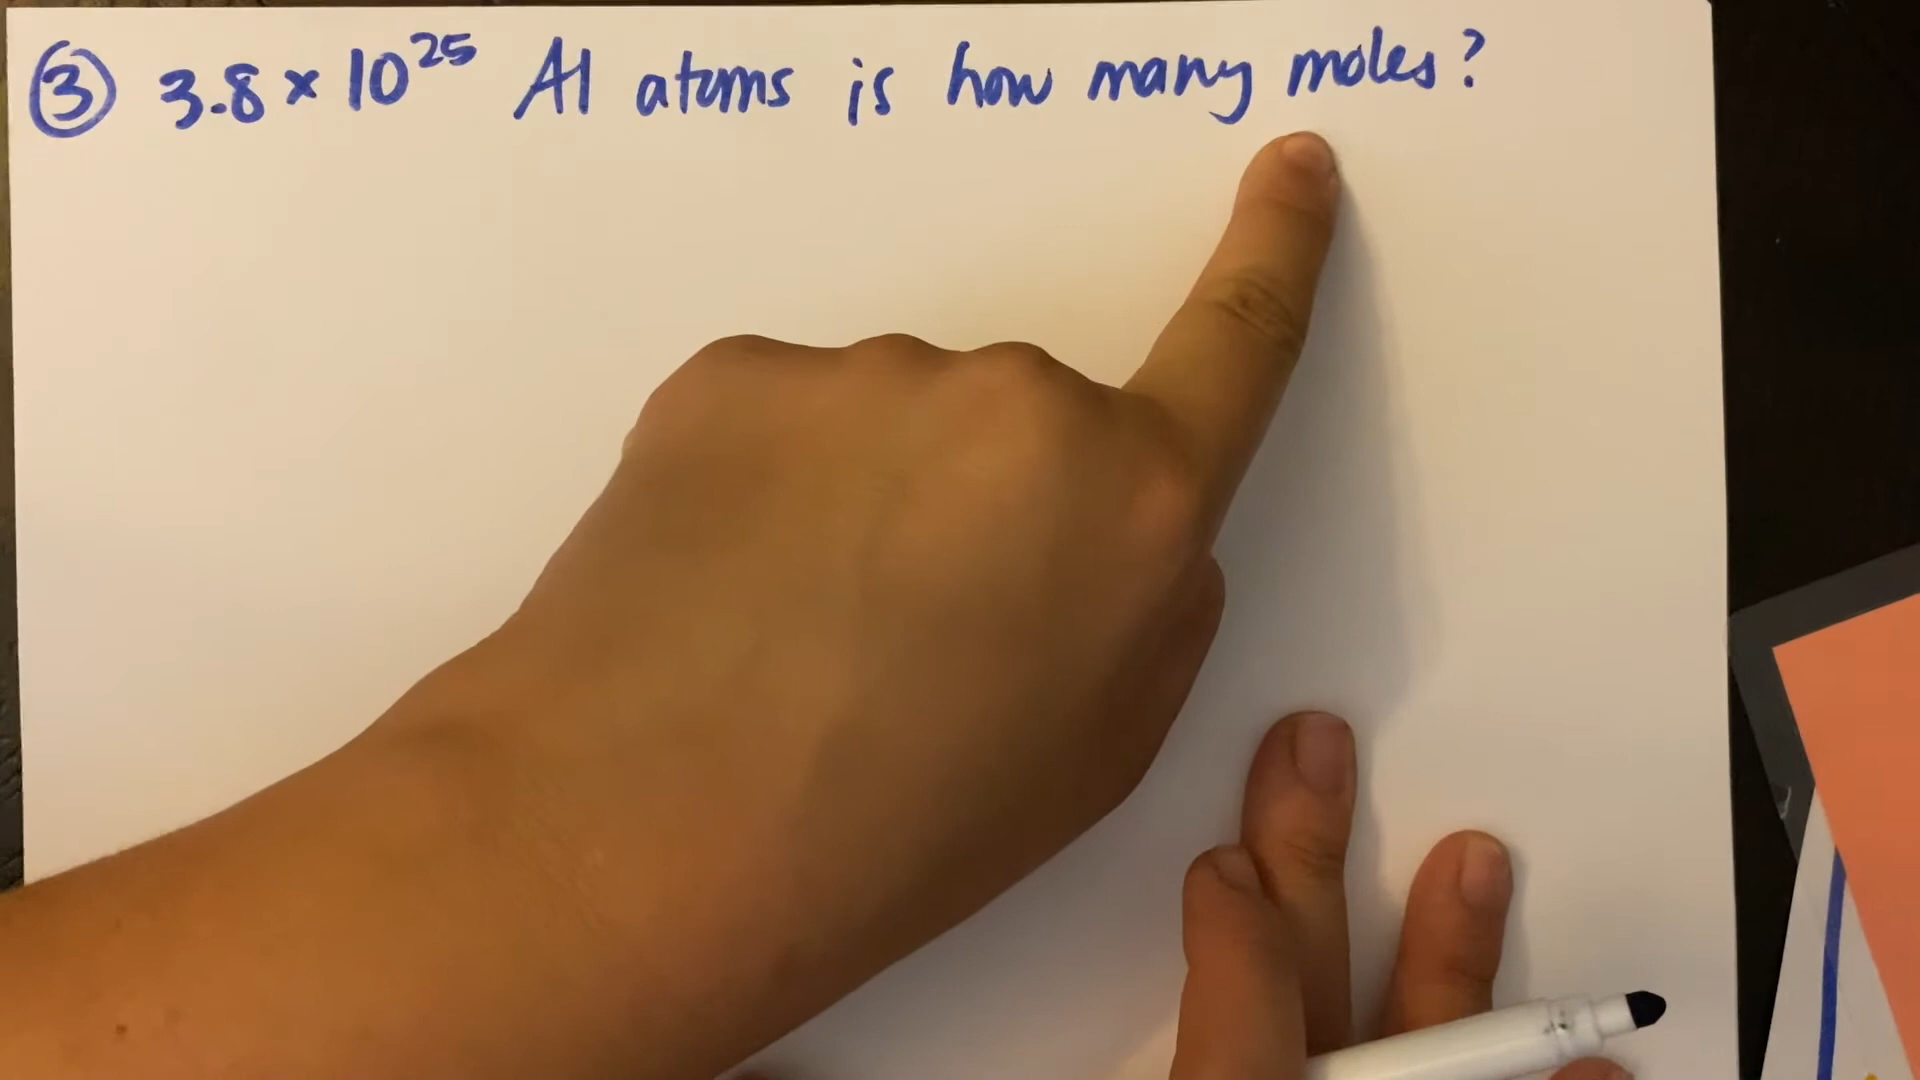 ③ 3.8 × 10²⁵ Al atoms is how many moles?